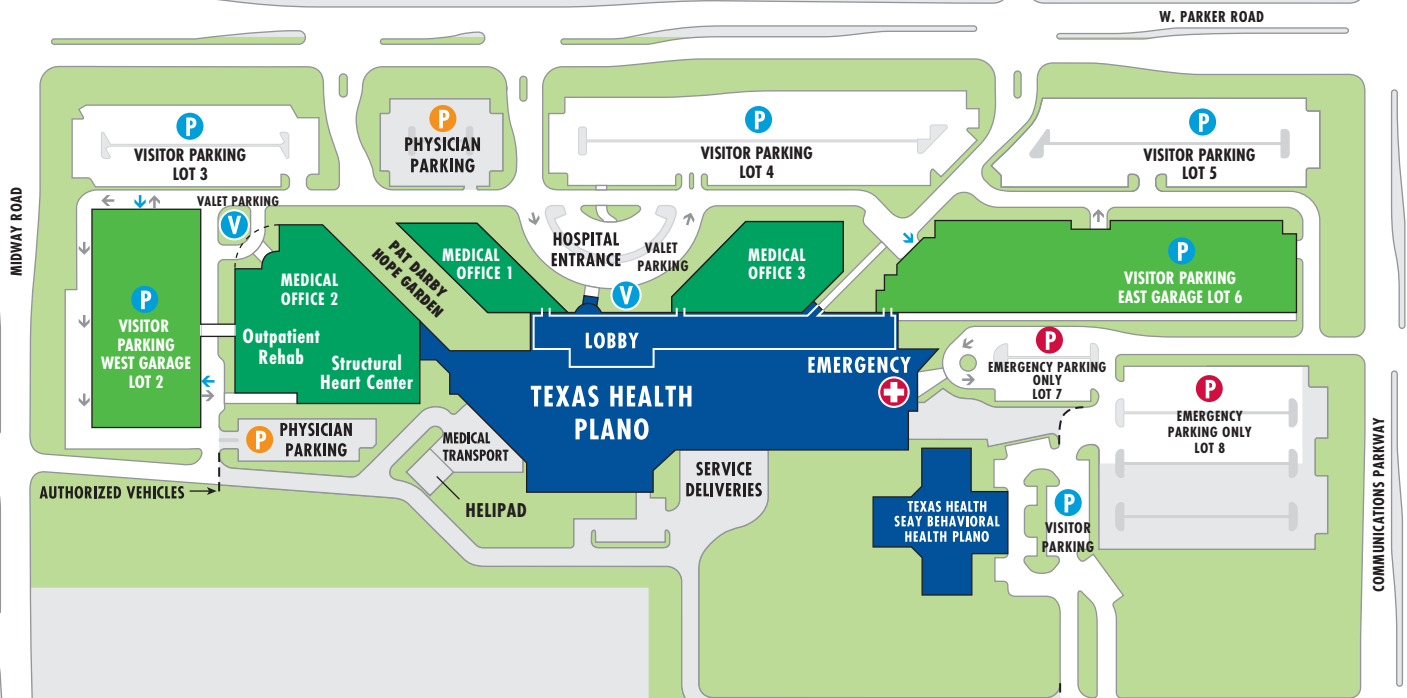 W. PARKER ROAD
MIDWAY ROAD
P
VISITOR PARKING
LOT 3
P
PHYSICIAN
PARKING
P
VISITOR PARKING
LOT 4
P
VISITOR PARKING
LOT 5
VALET PARKING
V
MEDICAL
OFFICE 2
Outpatient
Rehab
Structural
Heart Center
PAT DARBY
HOPE GARDEN
MEDICAL
OFFICE 1
HOSPITAL
ENTRANCE
VALET
PARKING
V
MEDICAL
OFFICE 3
P
VISITOR PARKING
EAST GARAGE LOT 6
P
VISITOR
PARKING
WEST GARAGE
LOT 2
LOBBY
EMERGENCY
TEXAS HEALTH
PLANO
P
EMERGENCY PARKING
ONLY
LOT 7
P
EMERGENCY
PARKING ONLY
LOT 8
P
PHYSICIAN
PARKING
MEDICAL
TRANSPORT
AUTHORIZED VEHICLES
HELIPAD
SERVICE
DELIVERIES
TEXAS HEALTH
SEAY BEHAVIORAL
HEALTH PLANO
P
VISITOR
PARKING
COMMUNICATIONS PARKWAY